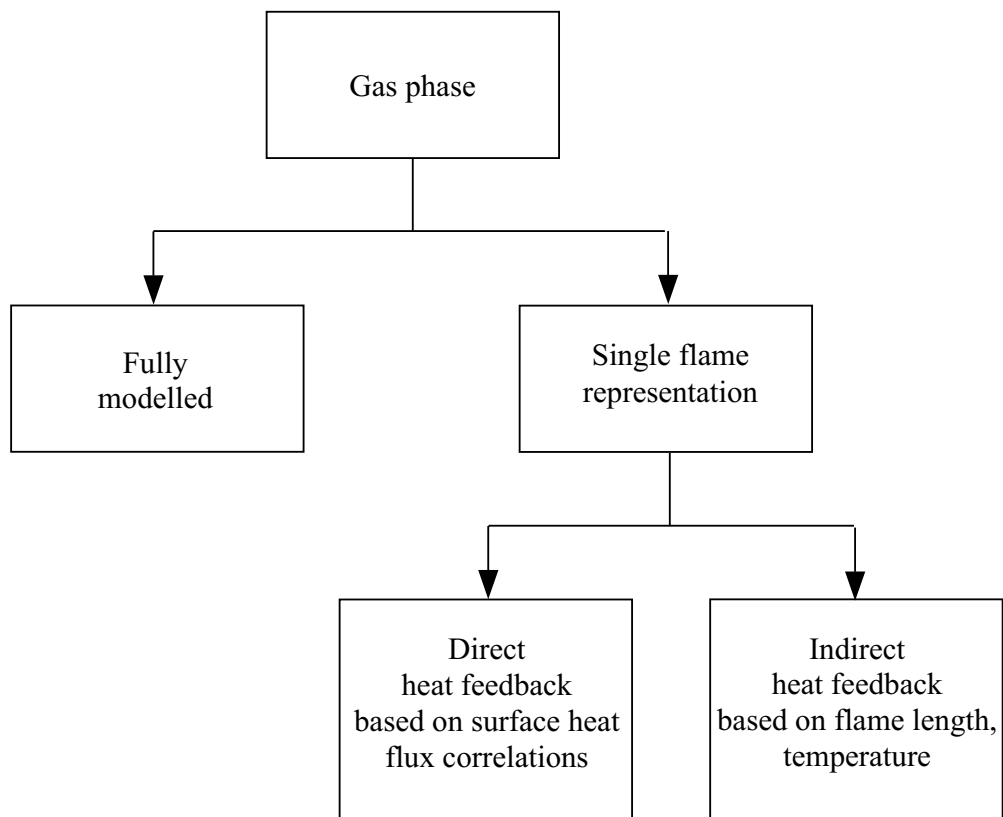 Gas phase
Fully
modelled
Single flame
representation
Direct
heat feedback
based on surface heat
flux correlations
Indirect
heat feedback
based on flame length,
temperature